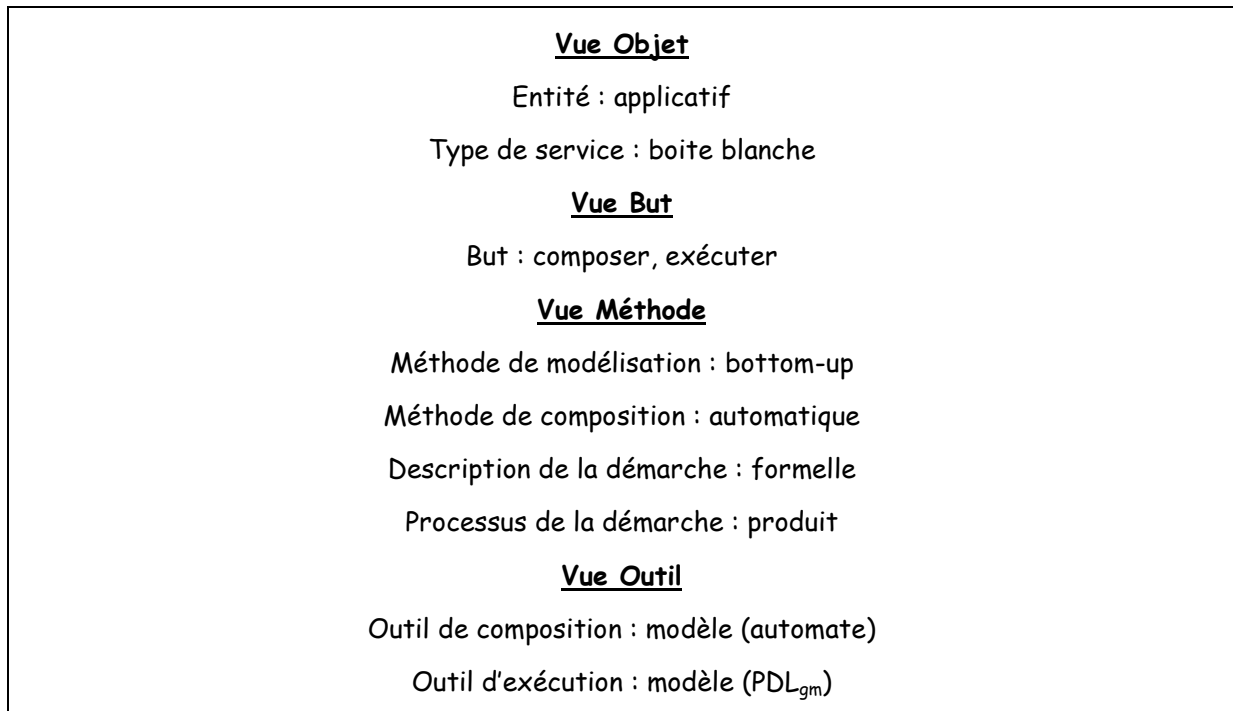 Vue Objet
Entité : applicatif
Type de service : boite blanche
Vue But
But : composer, exécuter
Vue Méthode
Méthode de modélisation : bottom-up
Méthode de composition : automatique
Description de la démarche : formelle
Processus de la démarche : produit
Vue Outil
Outil de composition : modèle (automate)
Outil d'exécution : modèle (PDLgm)